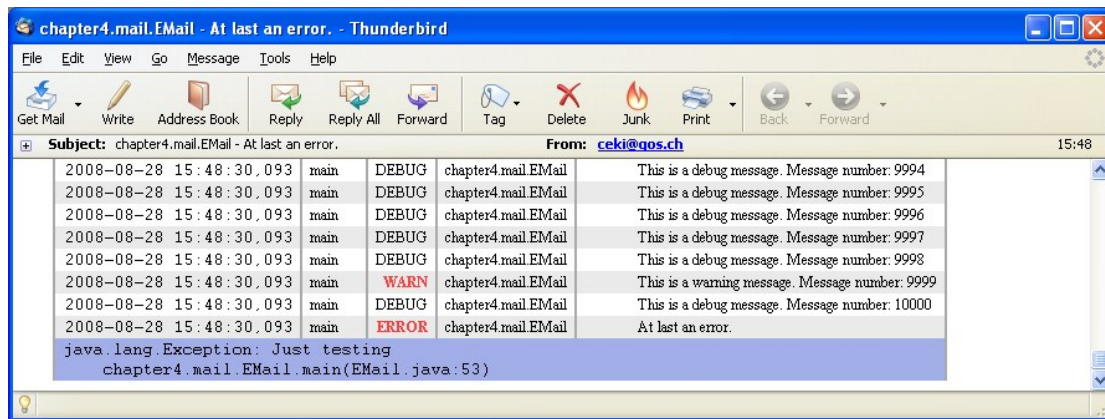 chapter4.mail.EMail - At last an error. - Thunderbird
File Edit View Go Message Tools Help
Get Mail Write Address Book Reply Reply All Forward Tag Delete Junk Print Back Forward
Subject: chapter4.mail.EMail - At last an error. From: ceki@qos.ch 15:48
2008-08-28 15:48:30,093 main DEBUG chapter4.mail.EMail This is a debug message. Message number: 9994
2008-08-28 15:48:30,093 main DEBUG chapter4.mail.EMail This is a debug message. Message number: 9995
2008-08-28 15:48:30,093 main DEBUG chapter4.mail.EMail This is a debug message. Message number: 9996
2008-08-28 15:48:30,093 main DEBUG chapter4.mail.EMail This is a debug message. Message number: 9997
2008-08-28 15:48:30,093 main DEBUG chapter4.mail.EMail This is a debug message. Message number: 9998
2008-08-28 15:48:30,093 main WARN chapter4.mail.EMail This is a warning message. Message number: 9999
2008-08-28 15:48:30,093 main DEBUG chapter4.mail.EMail This is a debug message. Message number: 10000
2008-08-28 15:48:30,093 main ERROR chapter4.mail.EMail At last an error.
java.lang.Exception: Just testing
chapter4.mail.EMail.main(EMail.java:53)